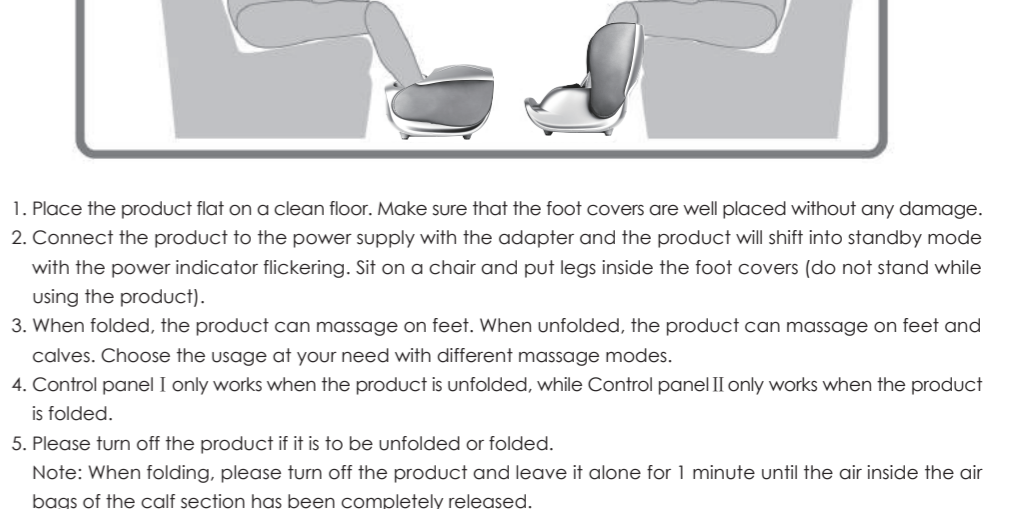 1. Place the product flat on a clean floor. Make sure that the foot covers are well placed without any damage.
2. Connect the product to the power supply with the adapter and the product will shift into standby mode
with the power indicator flickering. Sit on a chair and put legs inside the foot covers (do not stand while
using the product).
3. When folded, the product can massage on feet. When unfolded, the product can massage on feet and
calves. Choose the usage at your need with different massage modes.
4. Control panel I only works when the product is unfolded, while Control panel II only works when the product
is folded.
5. Please turn off the product if it is to be unfolded or folded.
Note: When folding, please turn off the product and leave it alone for 1 minute until the air inside the air
bags of the calf section has been completely released.